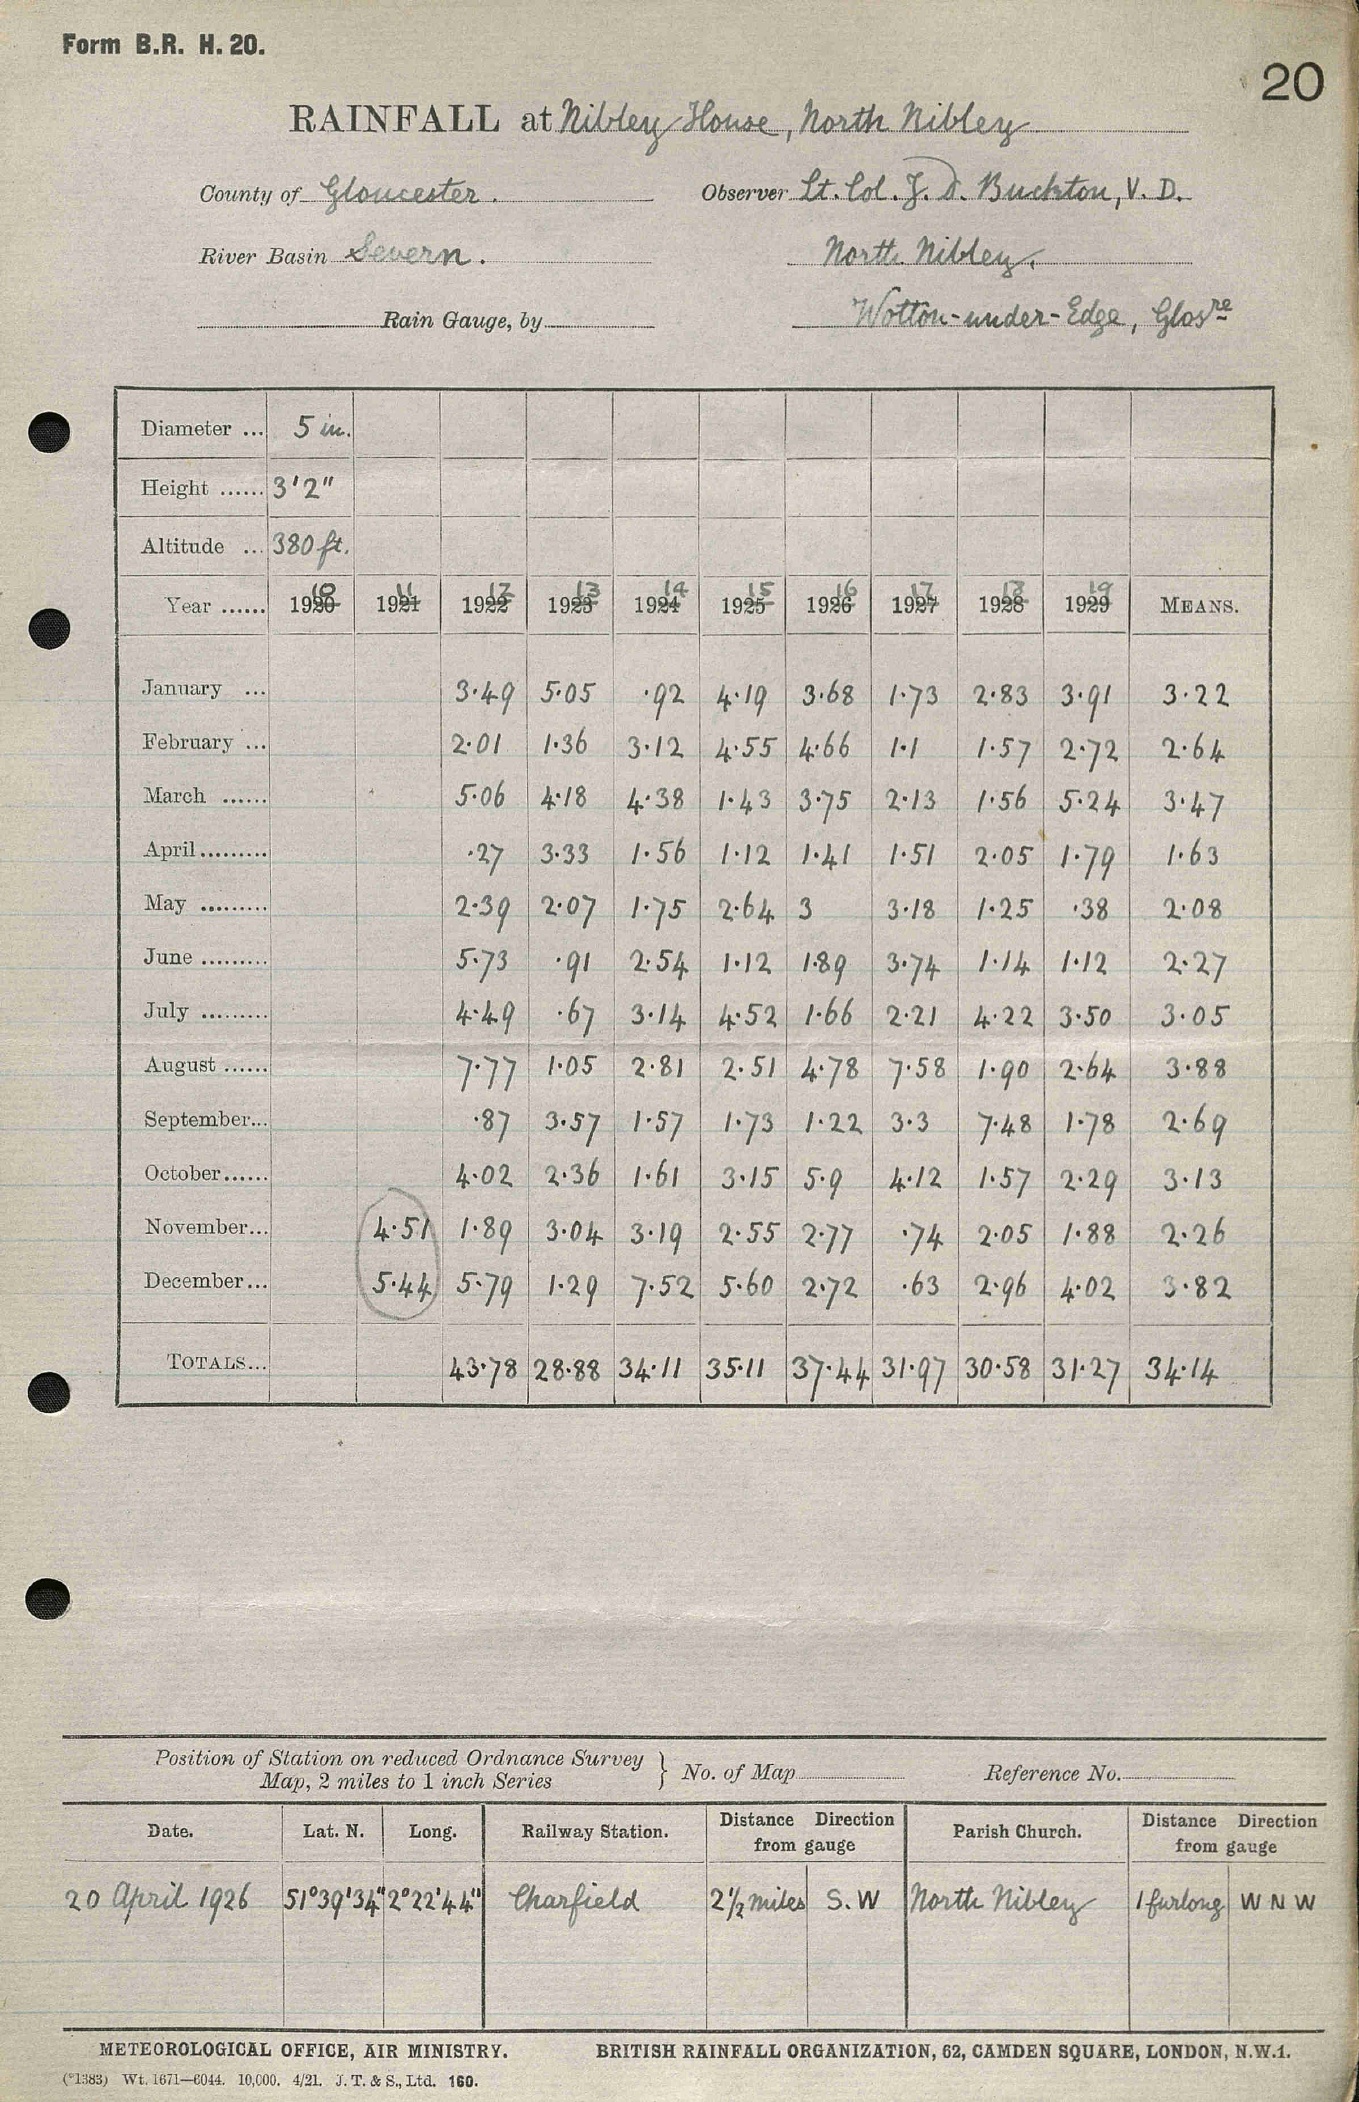 Form B.R. H. 20.
20
RAINFALL at Nibley House, North Nibley
County of Gloucester. Observer Lt. Col. J. D. Buckton, V. D.
River Basin Severn. North Nibley,
Rain Gauge, by Wotton-under-Edge, Glosre
Diameter ... 5 in.
Height ...... 3'2"
Altitude ... 380 ft.
10 11 12 13 14 15 16 17 18 19
Year ...... 1920 1921 1922 1923 1924 1925 1926 1927 1928 1929 MEANS.
January ... 3.49 5.05 .92 4.19 3.68 1.73 2.83 3.91 3.22
February ... 2.01 1.36 3.12 4.55 4.66 1.1 1.57 2.72 2.64
March ...... 5.06 4.18 4.38 1.43 3.75 2.13 1.56 5.24 3.47
April ......... .27 3.33 1.56 1.12 1.41 1.51 2.05 1.79 1.63
May ......... 2.39 2.07 1.75 2.64 3 3.18 1.25 .38 2.08
June ......... 5.73 .91 2.54 1.12 1.89 3.74 1.14 1.12 2.27
July ......... 4.49 .67 3.14 4.52 1.66 2.21 4.22 3.50 3.05
August ...... 7.77 1.05 2.81 2.51 4.78 7.58 1.90 2.64 3.88
September... .87 3.57 1.57 1.73 1.22 3.3 7.48 1.78 2.69
October...... 4.02 2.36 1.61 3.15 5.9 4.12 1.57 2.29 3.13
November... 4.51 1.89 3.04 3.19 2.55 2.77 .74 2.05 1.88 2.26
December... 5.44 5.79 1.29 7.52 5.60 2.72 .63 2.96 4.02 3.82
TOTALS... 43.78 28.88 34.11 35.11 37.44 31.97 30.58 31.27 34.14
Position of Station on reduced Ordnance Survey
Map, 2 miles to 1 inch Series } No. of Map Reference No.
Date. Lat. N. Long. Railway Station. Distance Direction from gauge Parish Church. Distance Direction from gauge
20 April 1926 51°39'34" 2°22'44" Charfield 2½ miles S.W North Nibley 1 furlong W N W
METEOROLOGICAL OFFICE, AIR MINISTRY. BRITISH RAINFALL ORGANIZATION, 62, CAMDEN SQUARE, LONDON, N.W.1.
(*1383) Wt. 1671—6044. 10,000. 4/21. J. T. & S., Ltd. 160.